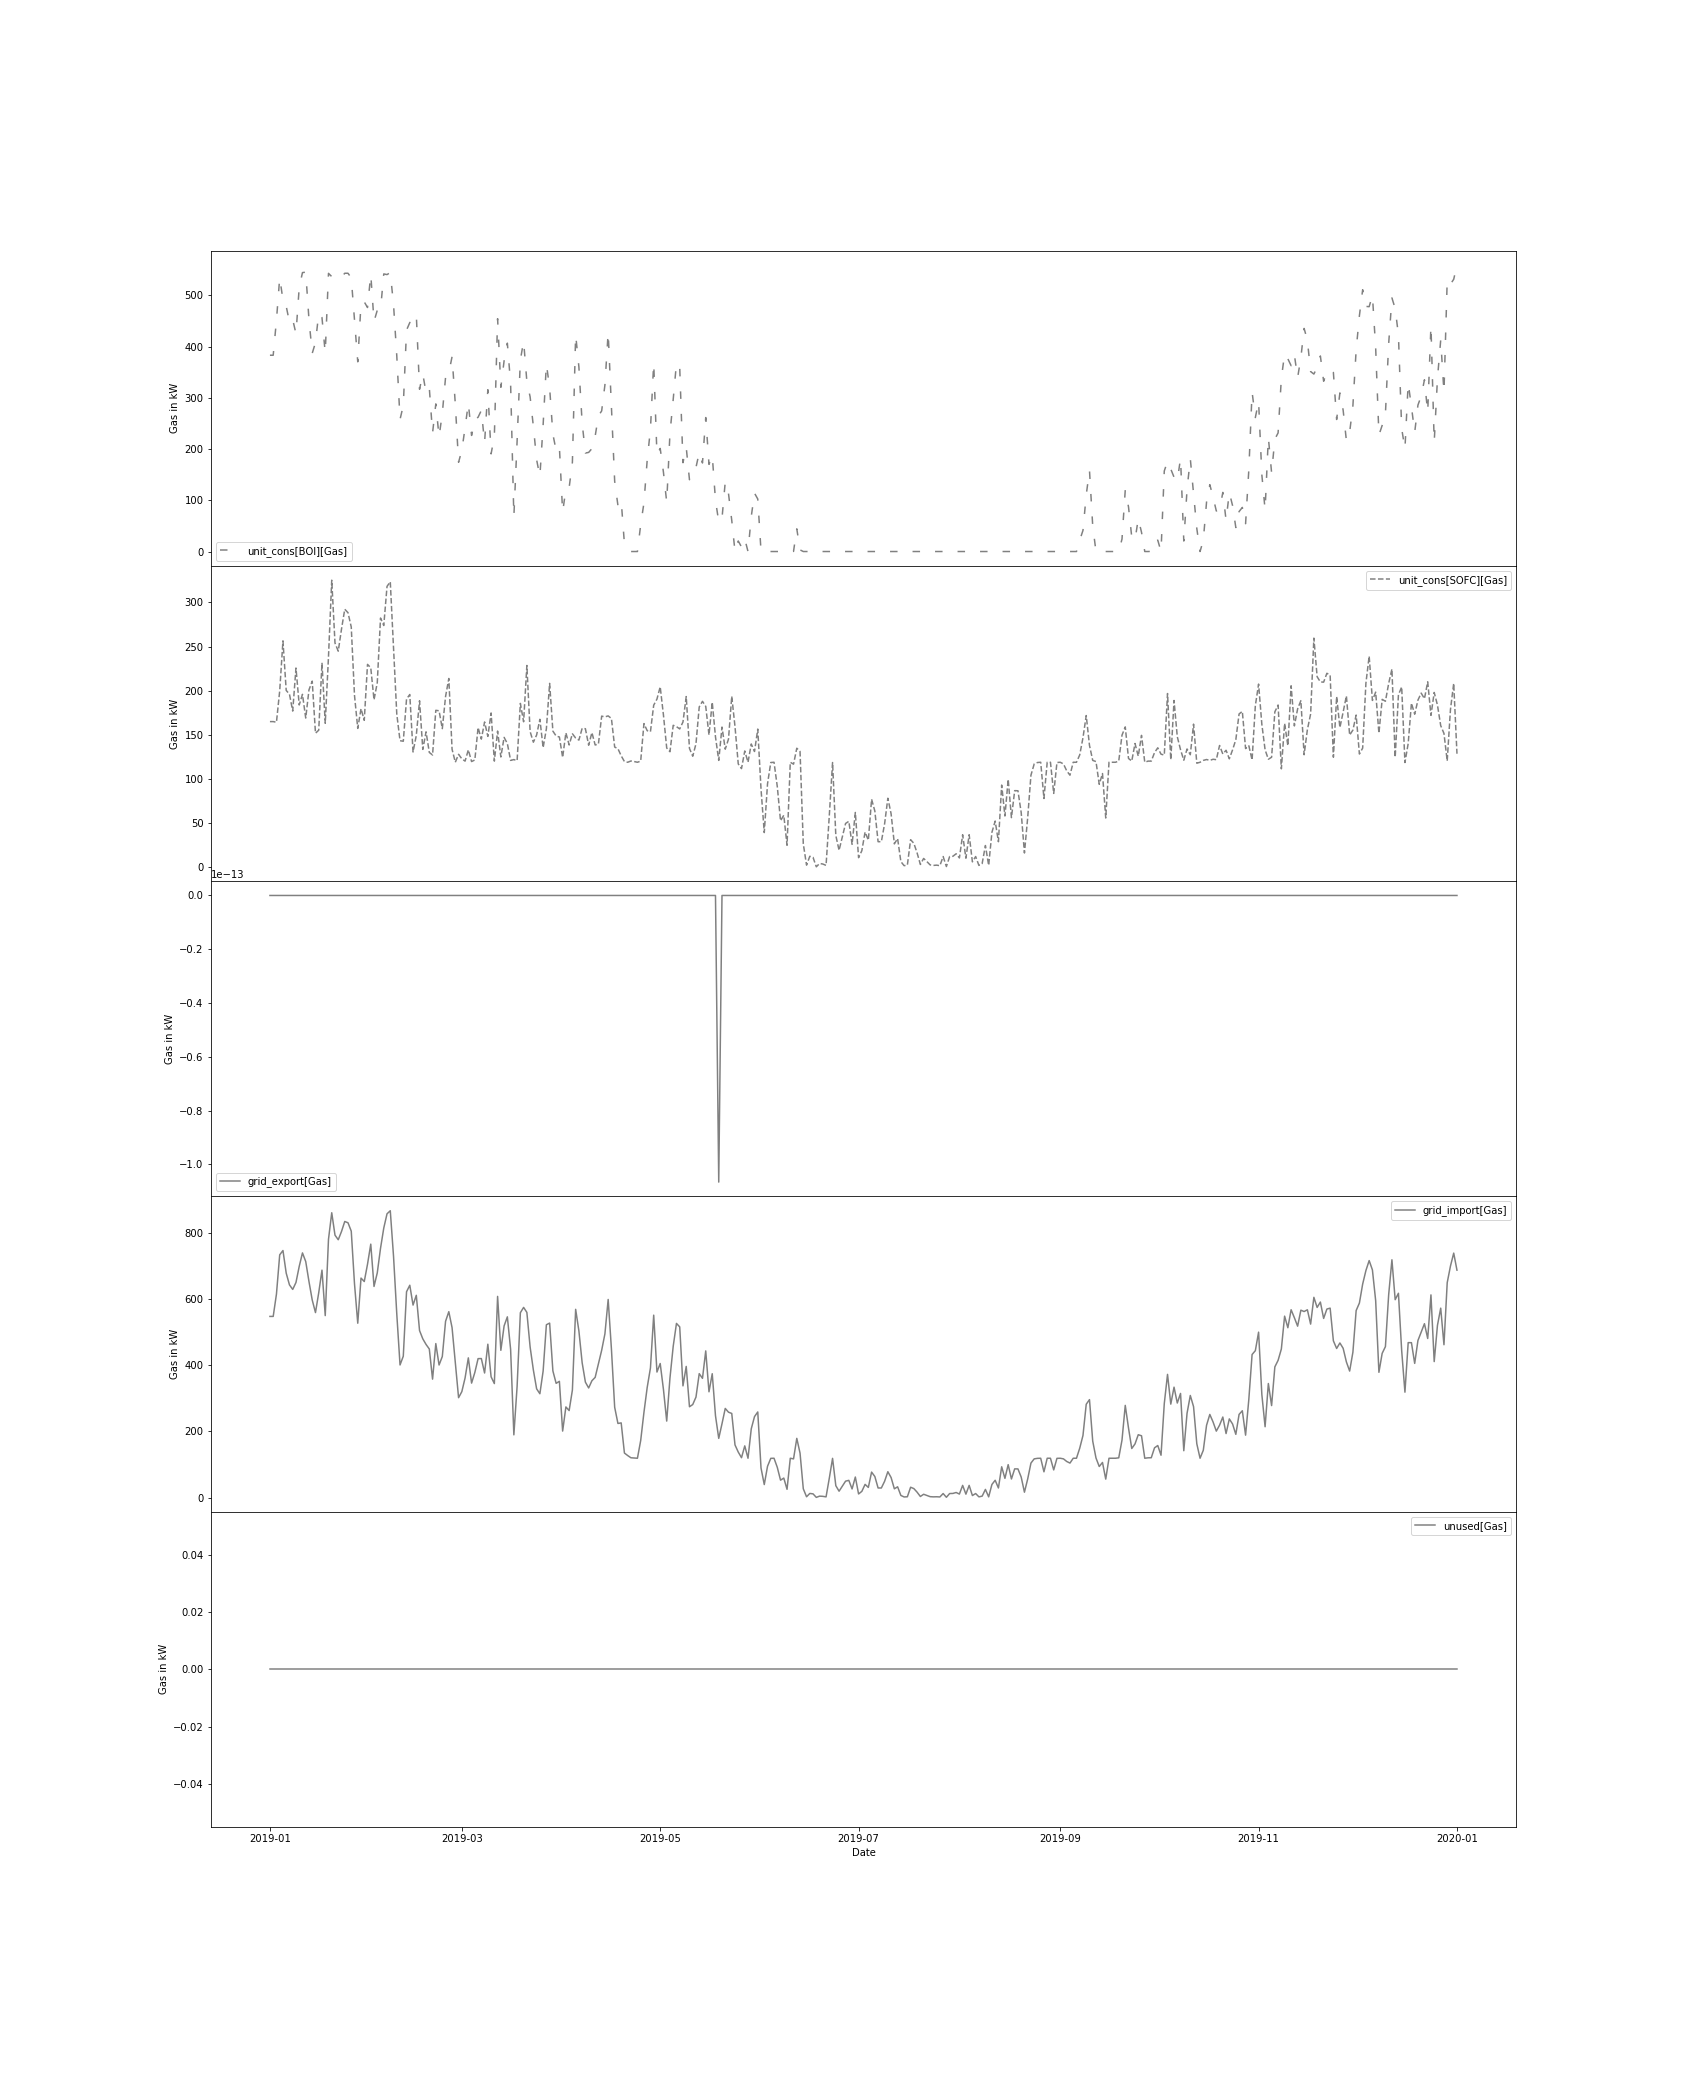 500
400
300
200
100
0
Gas in kW
unit_cons[BOI][Gas]
300
250
200
150
100
50
0
Gas in kW
unit_cons[SOFC][Gas]
1e−13
0.0
−0.2
−0.4
−0.6
−0.8
−1.0
Gas in kW
grid_export[Gas]
800
600
400
200
0
Gas in kW
grid_import[Gas]
0.04
0.02
0.00
−0.02
−0.04
Gas in kW
unused[Gas]
2019-01 2019-03 2019-05 2019-07 2019-09 2019-11 2020-01
Date